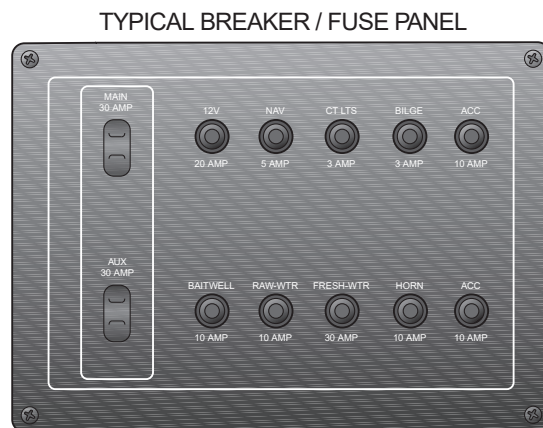 TYPICAL BREAKER / FUSE PANEL
MAIN
30 AMP
12V NAV CT LTS BILGE ACC
20 AMP 5 AMP 3 AMP 3 AMP 10 AMP
AUX
30 AMP
BAITWELL RAW-WTR FRESH-WTR HORN ACC
10 AMP 10 AMP 30 AMP 10 AMP 10 AMP